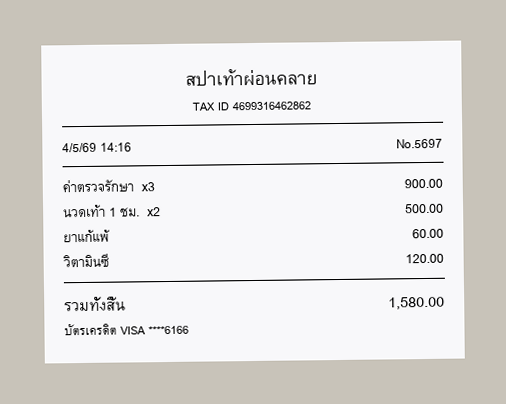 สปาเท้าผ่อนคลาย
TAX ID 4699316462862
4/5/69 14:16 No.5697
ค่าตรวจรักษา x3 900.00
นวดเท้า 1 ชม. x2 500.00
ยาแก้แพ้ 60.00
วิตามินซี 120.00
รวมทั้งสิ้น 1,580.00
บัตรเครดิต VISA ****6166